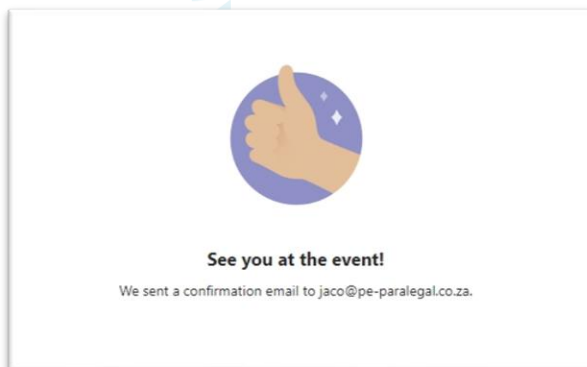 See you at the event!
We sent a confirmation email to jaco@pe-paralegal.co.za.